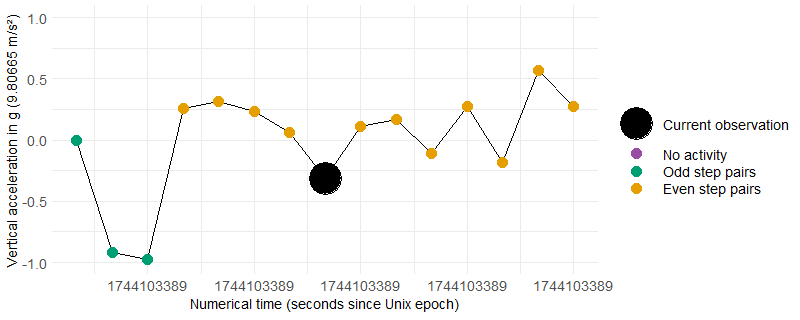 Vertical acceleration in g (9.80665 m/s²)
1.0
0.5
0.0
-0.5
-1.0
1744103389 1744103389 1744103389 1744103389 1744103389
Numerical time (seconds since Unix epoch)
Current observation
No activity
Odd step pairs
Even step pairs